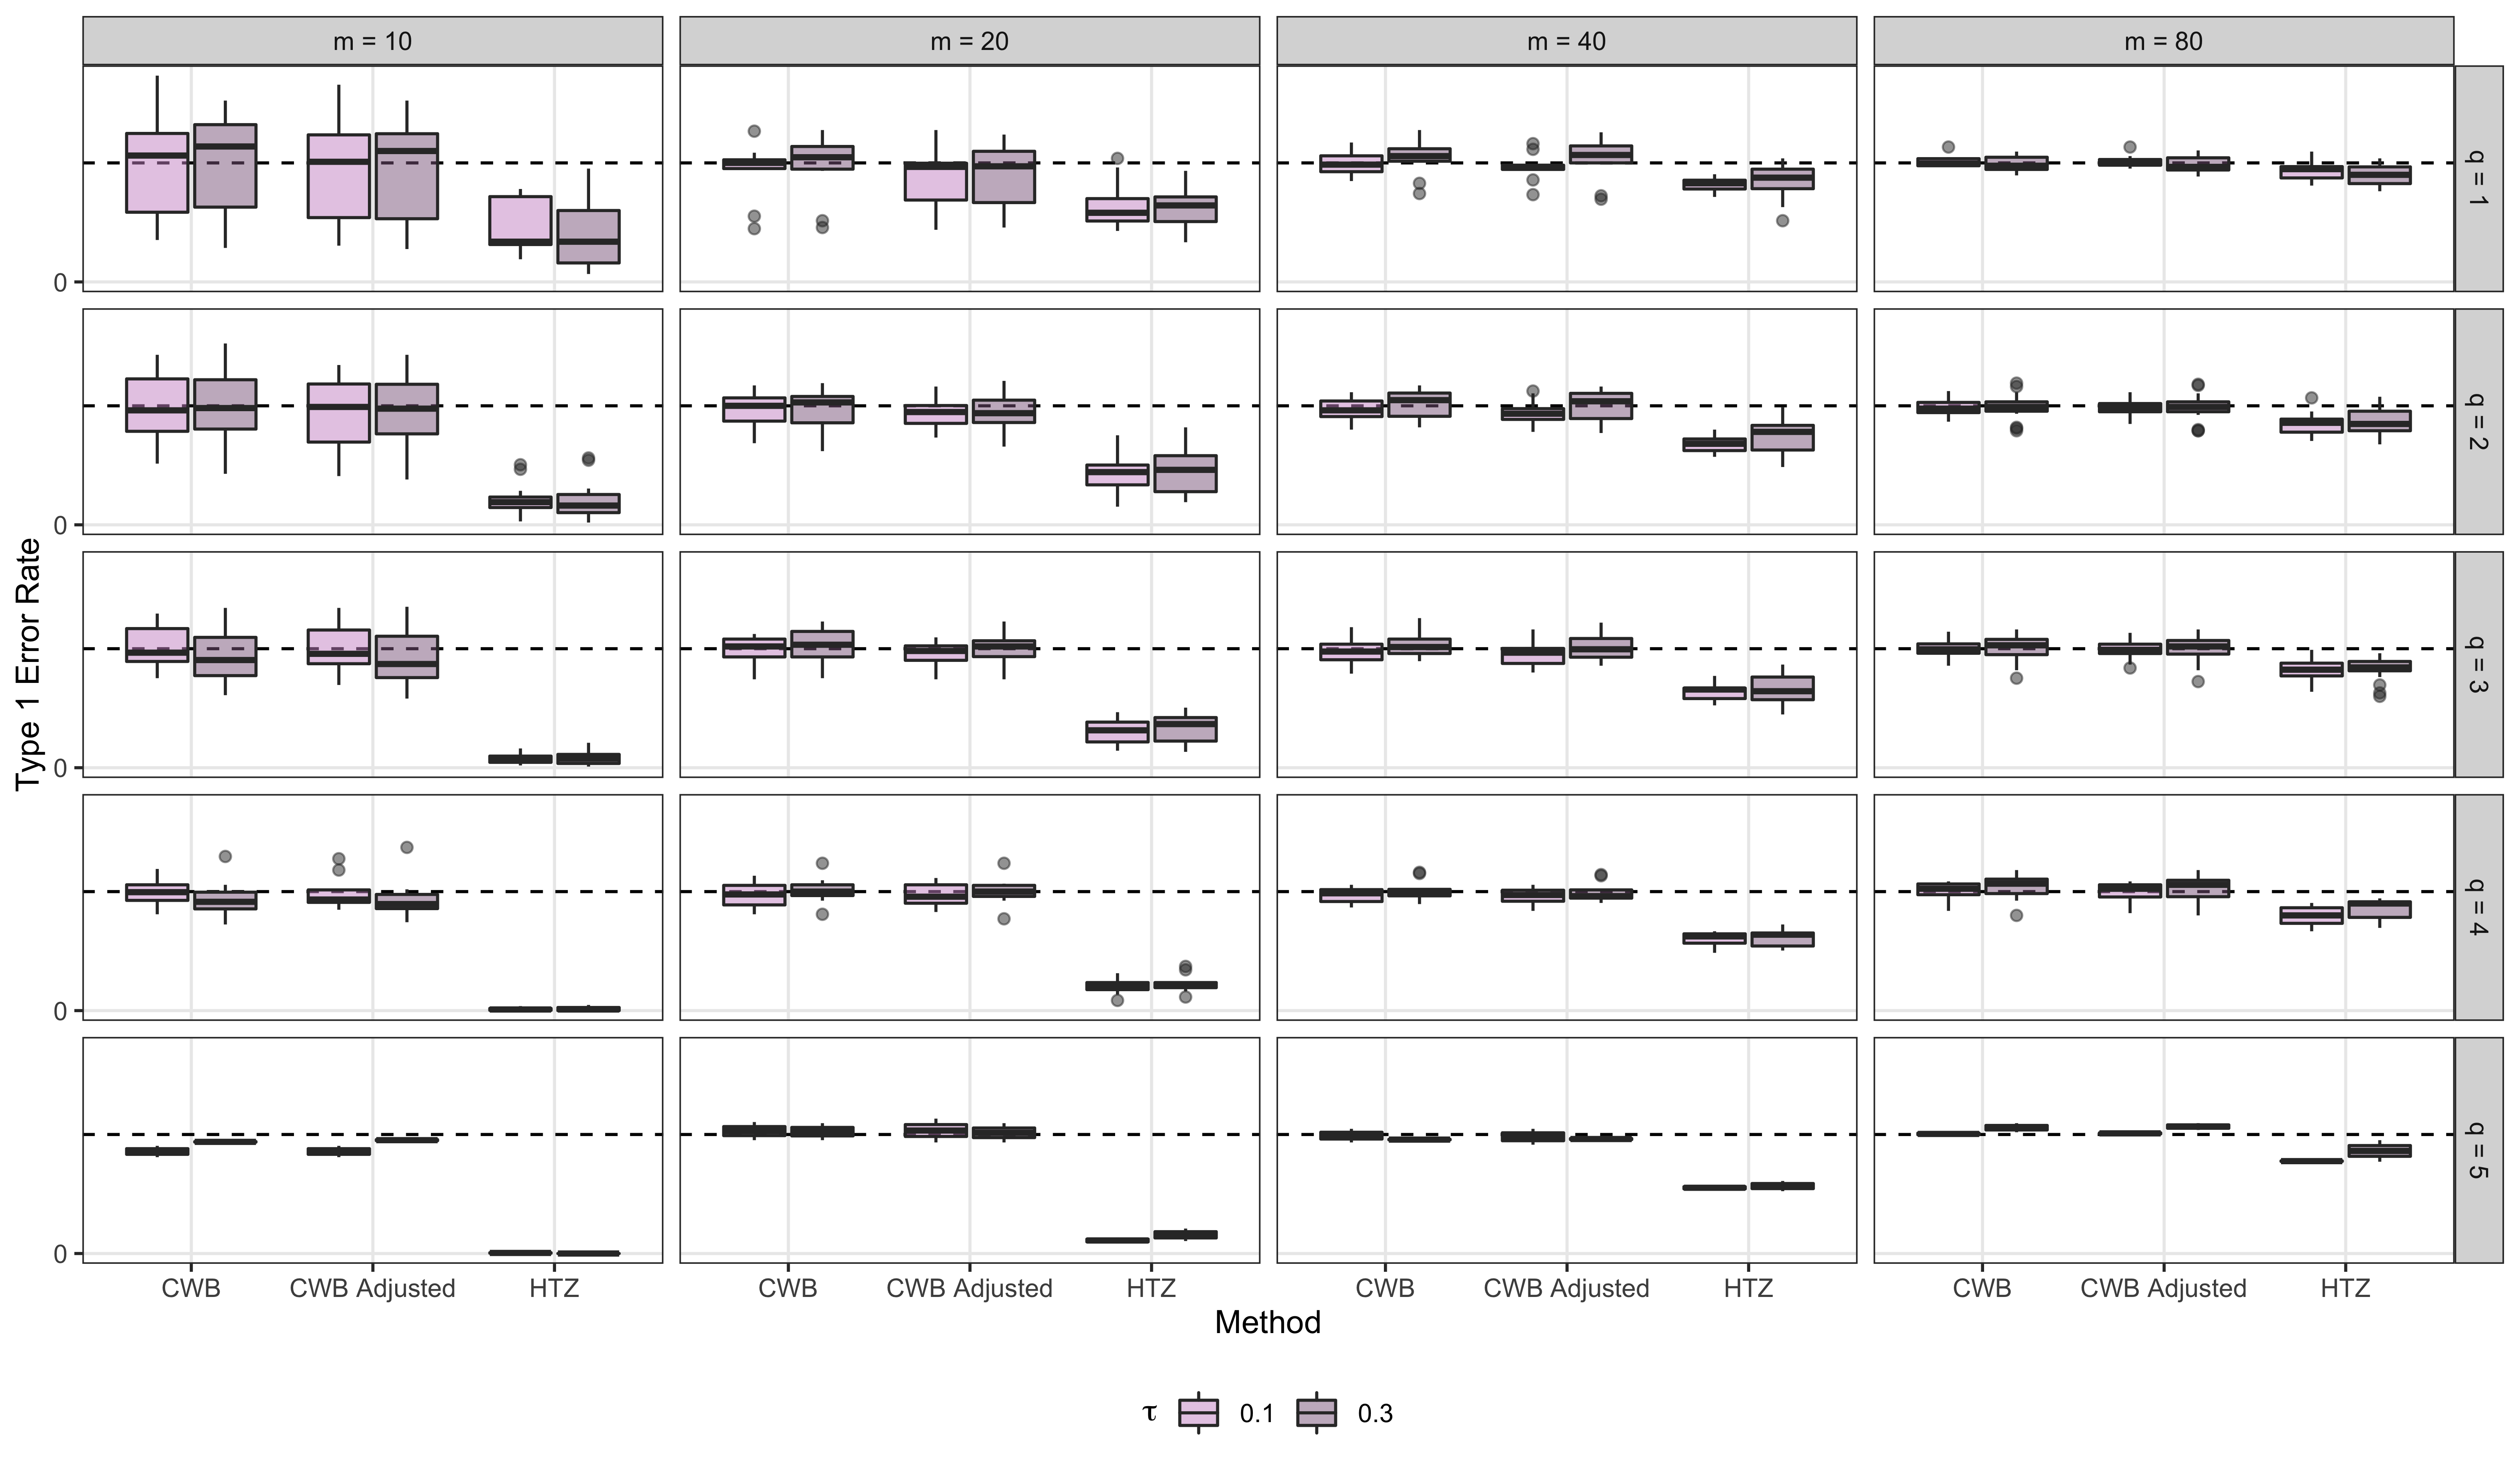 m = 10 m = 20 m = 40 m = 80
q = 1
0
q = 2
0
q = 3
0
q = 4
0
q = 5
0
Type 1 Error Rate
CWB CWB Adjusted HTZ CWB CWB Adjusted HTZ CWB CWB Adjusted HTZ CWB CWB Adjusted HTZ
Method
τ 0.1 0.3